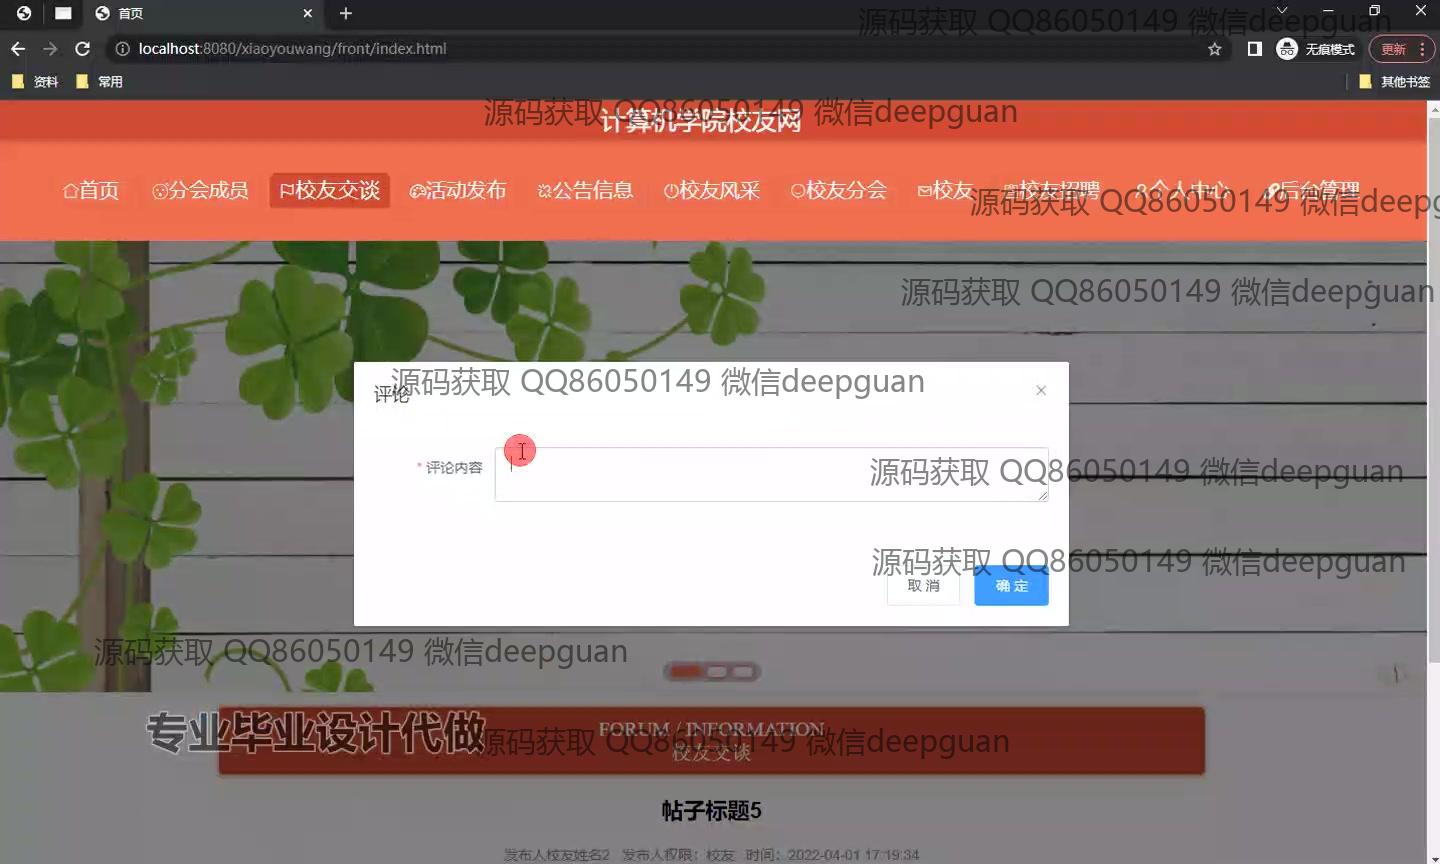 首页
源码获取 QQ86050149 微信deepguan
localhost:8080/xiaoyouwang/front/index.html
无痕模式
更新
资料
常用
其他书签
源码获取 QQ86050149 微信deepguan
计算机学院校友网
首页
分会成员
校友交谈
活动发布
公告信息
校友风采
校友分会
校友
校友招聘
个人中心
后台管理
源码获取 QQ86050149 微信deepg
源码获取 QQ86050149 微信deepguan
源码获取 QQ86050149 微信deepguan
评论
* 评论内容
源码获取 QQ86050149 微信deepguan
源码获取 QQ86050149 微信deepguan
取 消
确 定
源码获取 QQ86050149 微信deepguan
专业毕业设计代做
FORUM / INFORMATION
源码获取 QQ86050149 微信deepguan
校友交谈
帖子标题5
发布人校友姓名2 发布人权限：校友 时间：2022-04-01 17:19:34